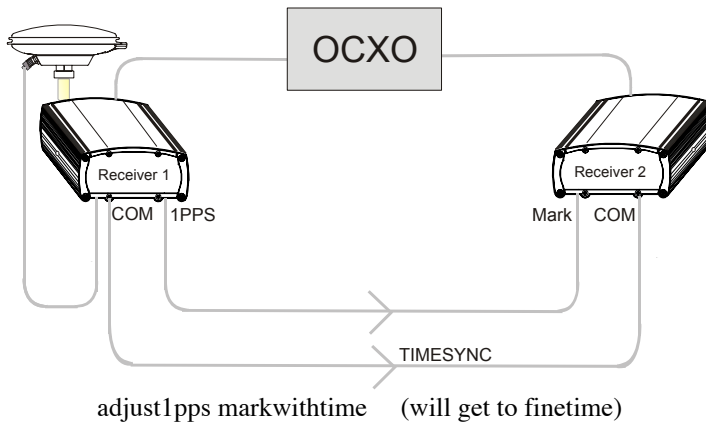 OCXO
Receiver 1
Receiver 2
COM 1PPS
Mark COM
TIMESYNC
adjust1pps markwithtime (will get to finetime)